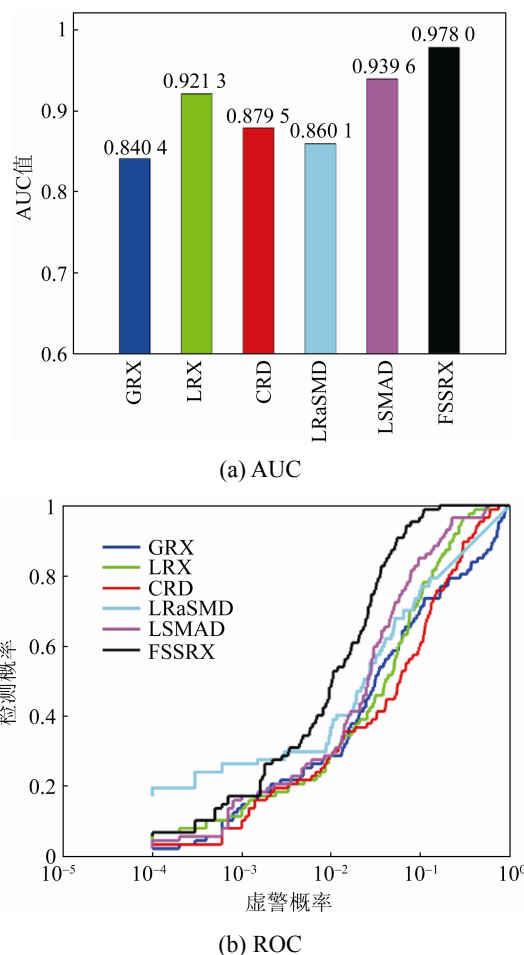 1
0.978 0
0.939 6
0.921 3
0.9
0.879 5
0.860 1
0.840 4
0.8
AUC值
0.7
0.6
GRX
LRX
CRD
LRaSMD
LSMAD
FSSRX
(a) AUC
1
GRX
LRX
0.8
CRD
LRaSMD
LSMAD
0.6
FSSRX
检测概率
0.4
0.2
0
10⁻⁵
10⁻⁴
10⁻³
10⁻²
10⁻¹
10⁰
虚警概率
(b) ROC